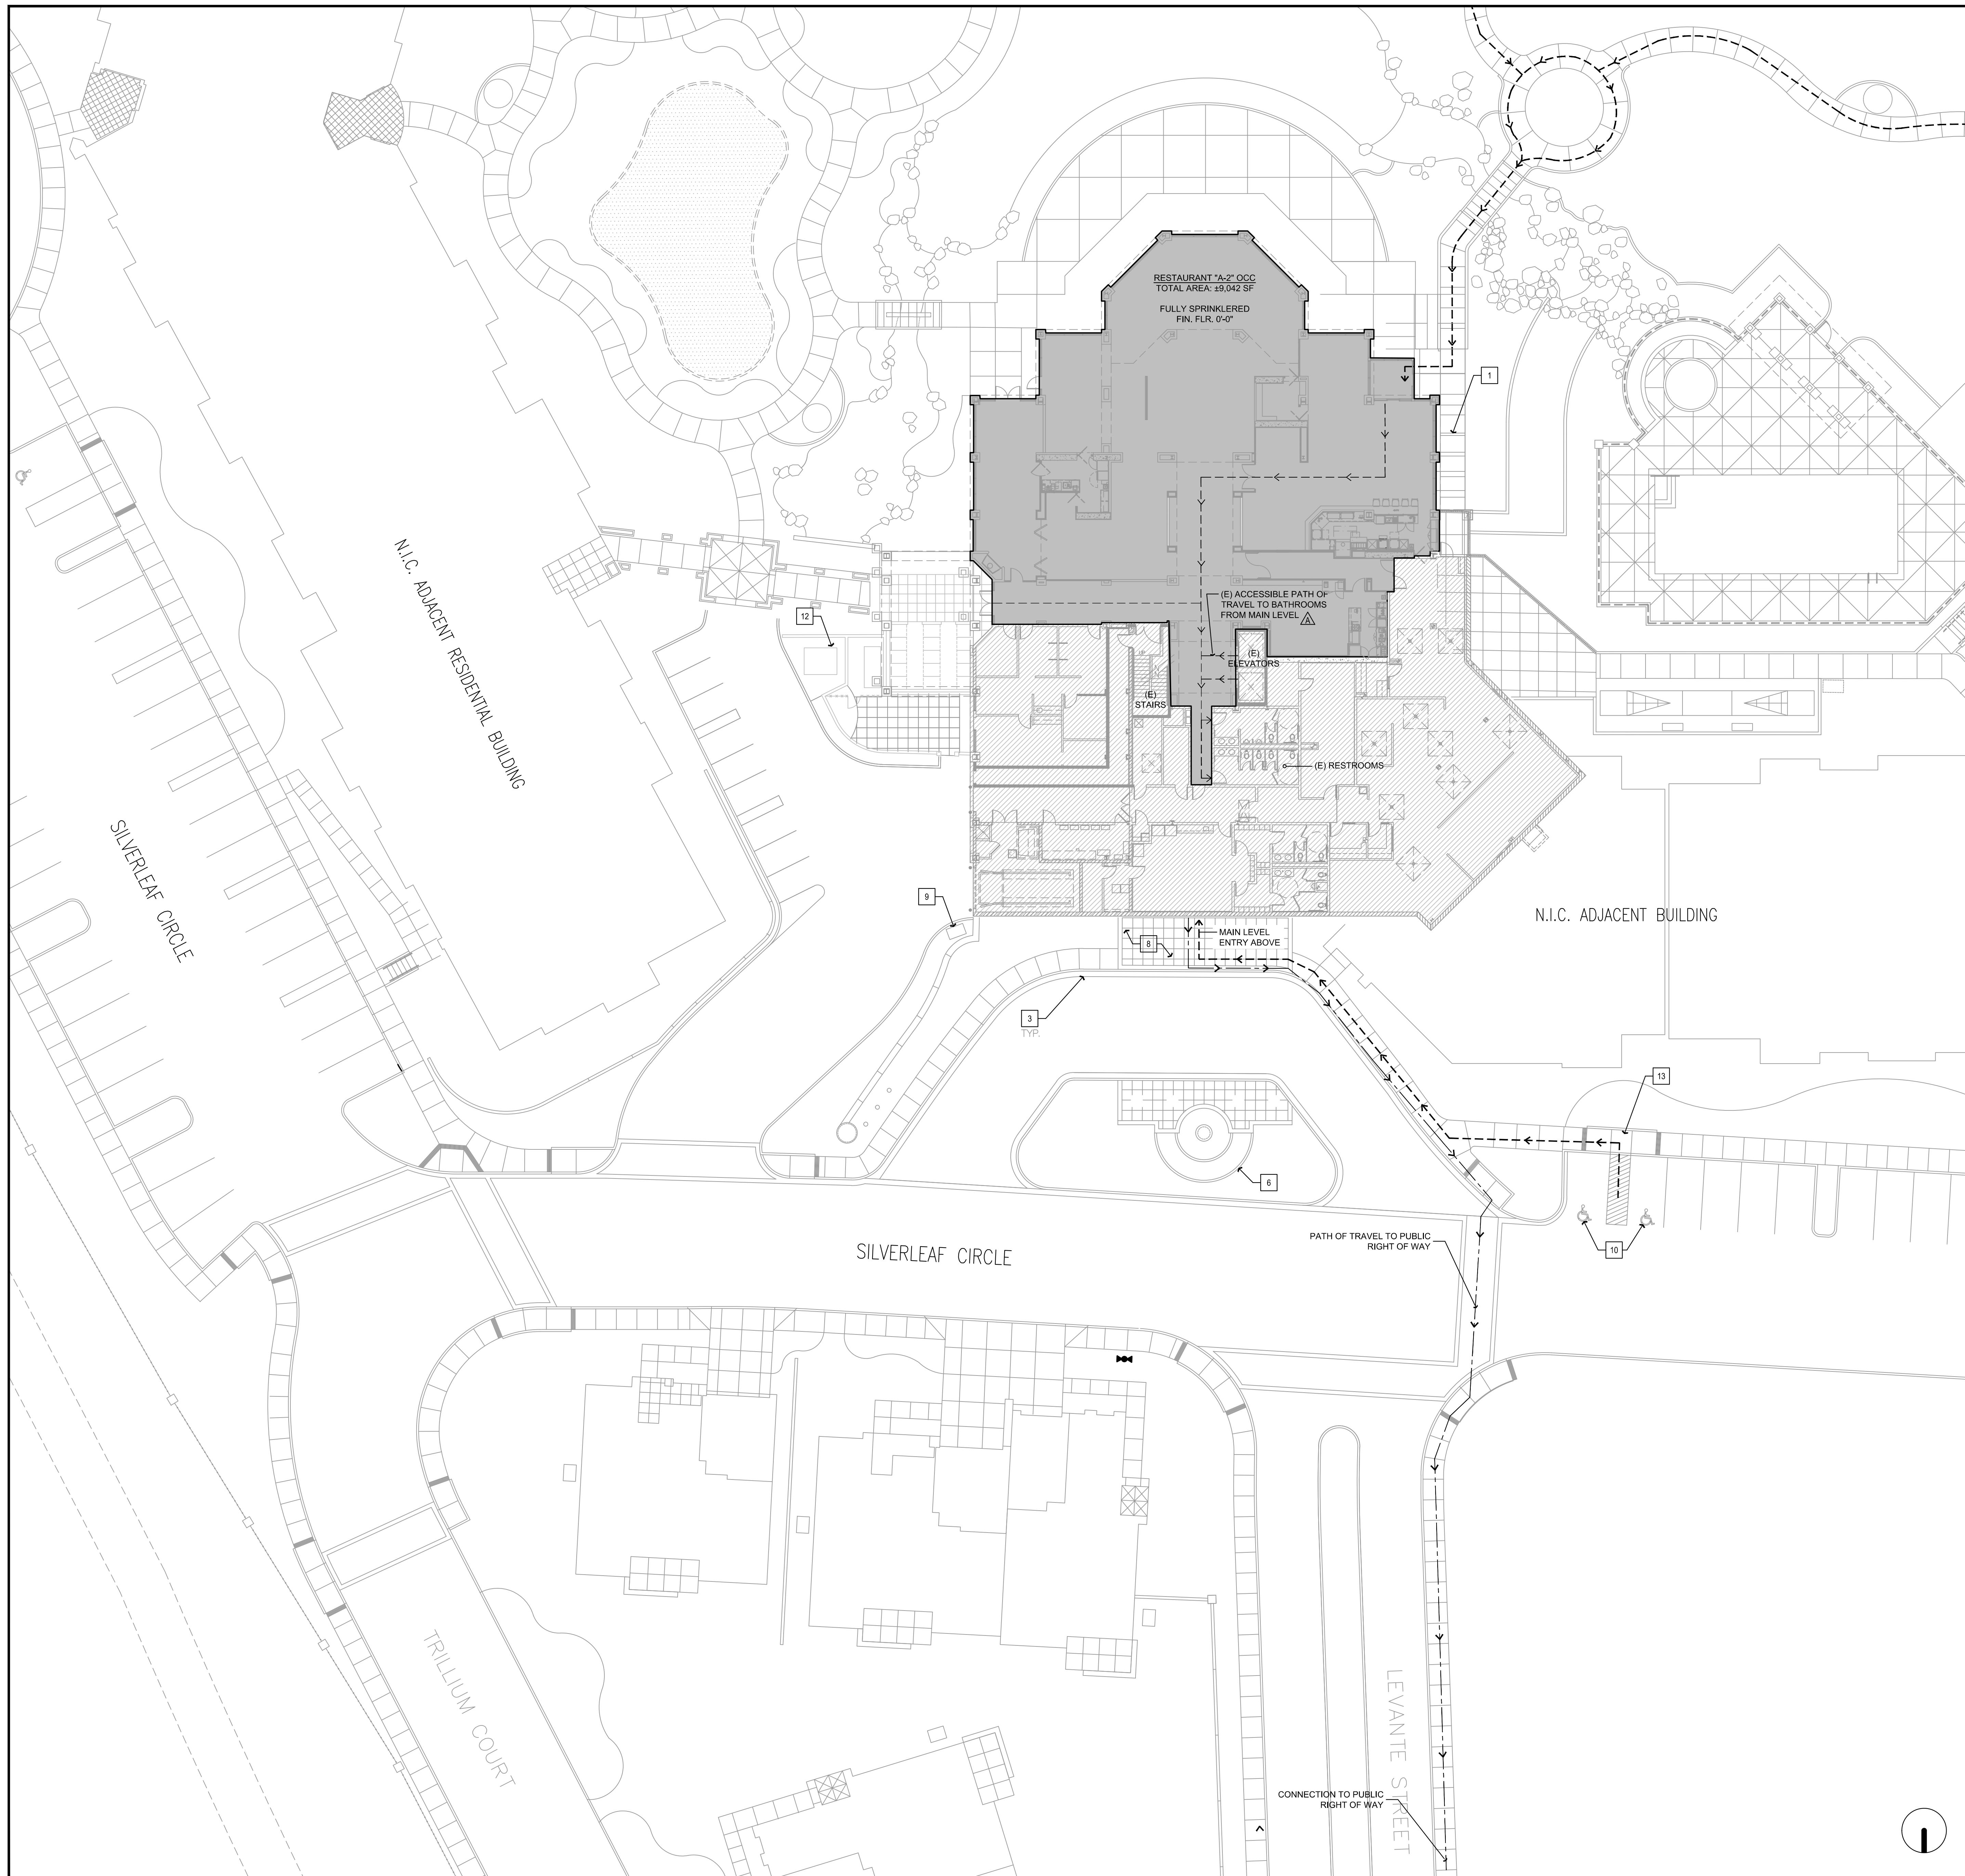 RESTAURANT "A-2" OCC
TOTAL AREA: ±9,042 SF
FULLY SPRINKLERED
FIN. FLR. 0'-0"
1
N.I.C. ADJACENT RESIDENTIAL BUILDING
12
(E) ACCESSIBLE PATH OF
TRAVEL TO BATHROOMS
FROM MAIN LEVEL
A
(E)
ELEVATORS
UP
(E)
STAIRS
(E) RESTROOMS
SILVERLEAF CIRCLE
9
8
MAIN LEVEL
ENTRY ABOVE
N.I.C. ADJACENT BUILDING
3
TYP.
13
6
10
PATH OF TRAVEL TO PUBLIC
RIGHT OF WAY
SILVERLEAF CIRCLE
TRILLIUM COURT
LEVANTE STREET
CONNECTION TO PUBLIC
RIGHT OF WAY